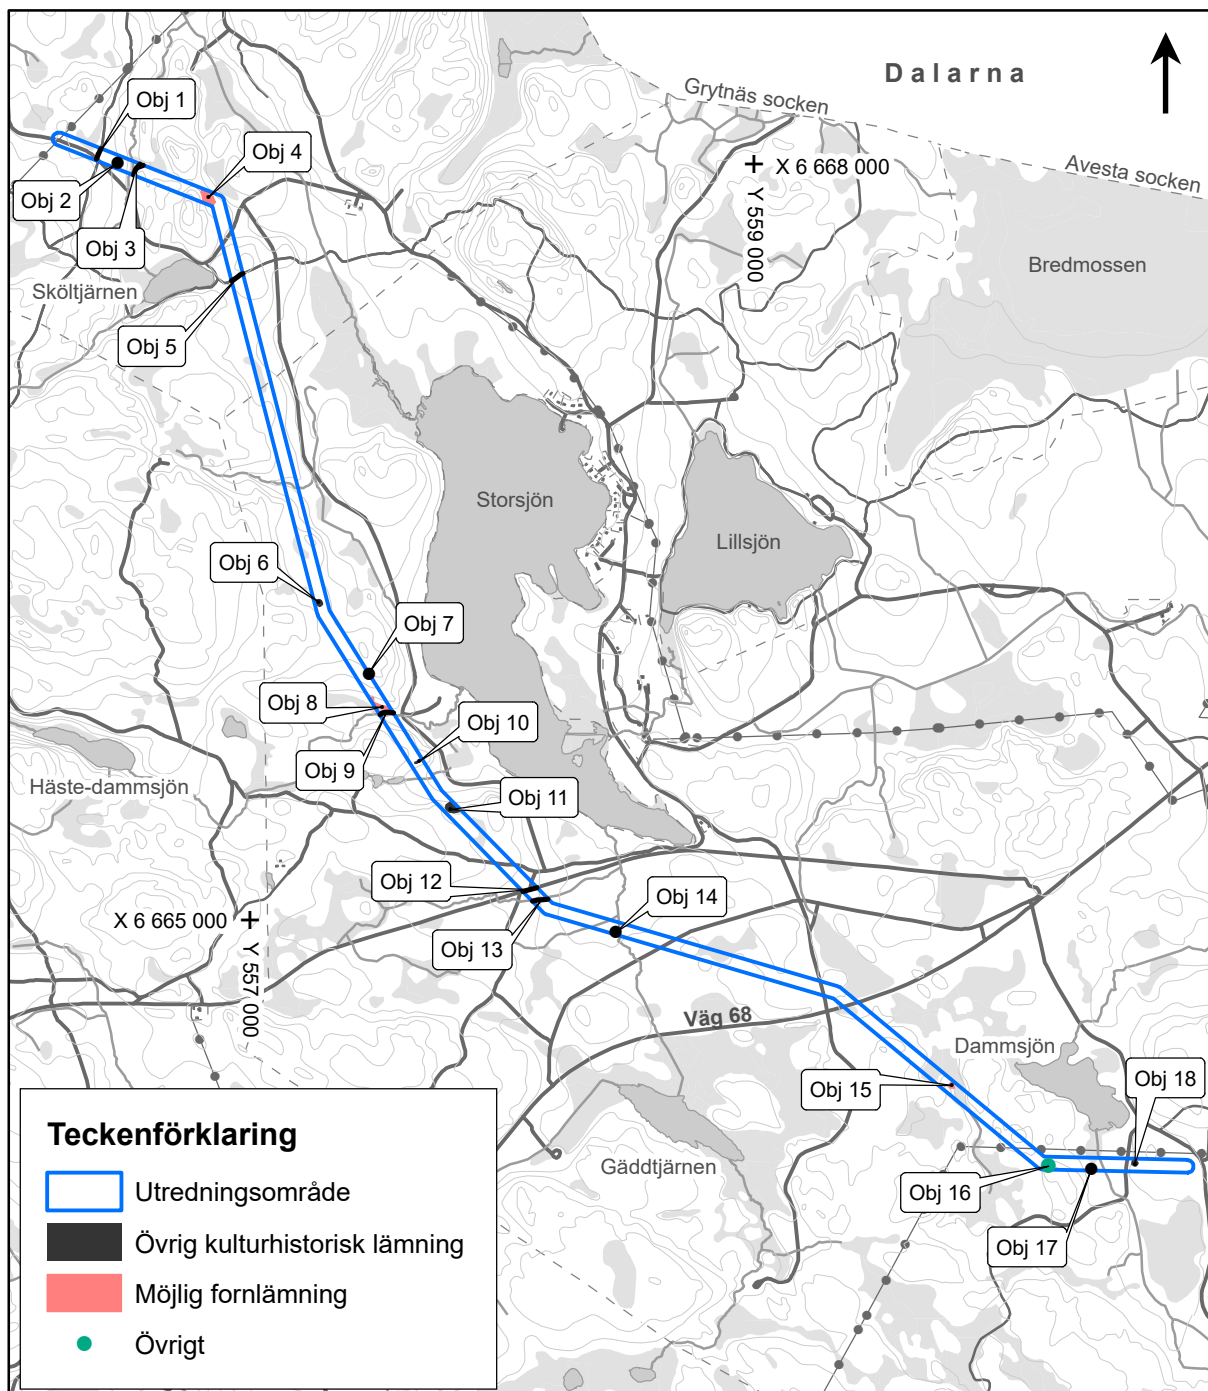 Dalarna
Grytnäs socken
Avesta socken
Obj 1
Obj 4
X 6 668 000
Y 559 000
Obj 2
Obj 3
Bredmossen
Sköltjärnen
Obj 5
Storsjön
Lillsjön
Obj 6
Obj 7
Obj 8
Obj 10
Obj 9
Häste-dammsjön
Obj 11
Obj 12
Obj 14
X 6 665 000
Y 557 000
Obj 13
Väg 68
Dammsjön
Obj 15
Obj 18
Gäddtjärnen
Obj 16
Obj 17
Teckenförklaring
Utredningsområde
Övrig kulturhistorisk lämning
Möjlig fornlämning
Övrigt